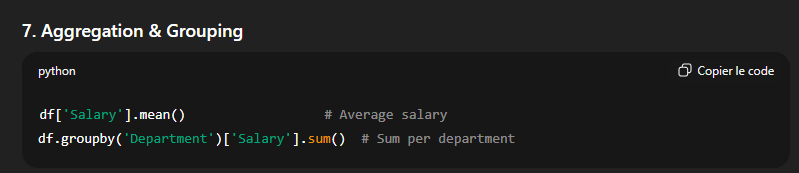 7. Aggregation & Grouping
python
Copier le code
df['Salary'].mean()                  # Average salary
df.groupby('Department')['Salary'].sum()  # Sum per department